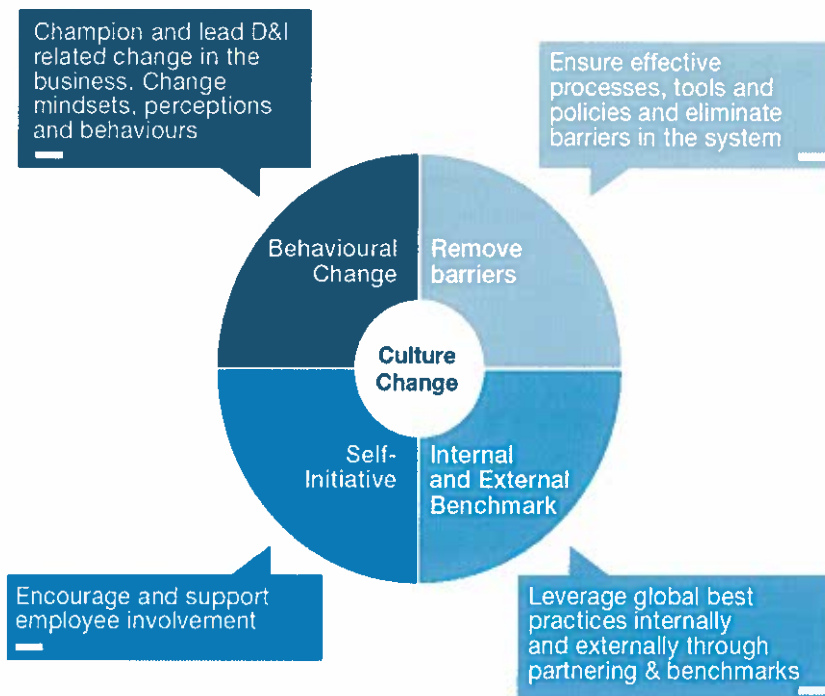 Champion and lead D&I
related change in the
business. Change
mindsets, perceptions
and behaviours
Ensure effective
processes, tools and
policies and eliminate
barriers in the system
Behavioural
Change
Remove
barriers
Culture
Change
Self-
Initiative
Internal
and External
Benchmark
Encourage and support
employee involvement
Leverage global best
practices internally
and externally through
partnering & benchmarks